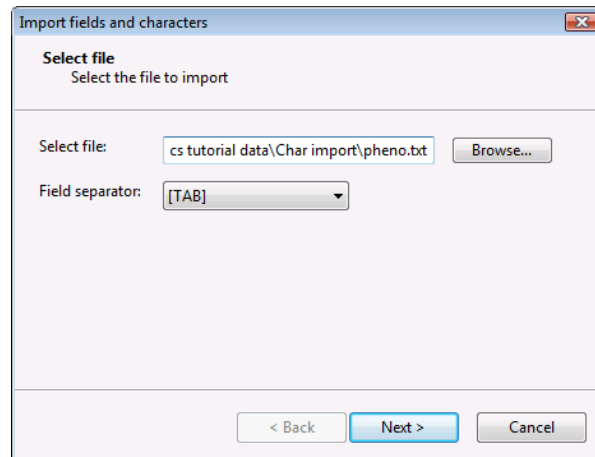 Import fields and characters
Select file
Select the file to import
Select file: cs tutorial data\Char import\pheno.txt Browse...
Field separator: [TAB]
< Back Next > Cancel